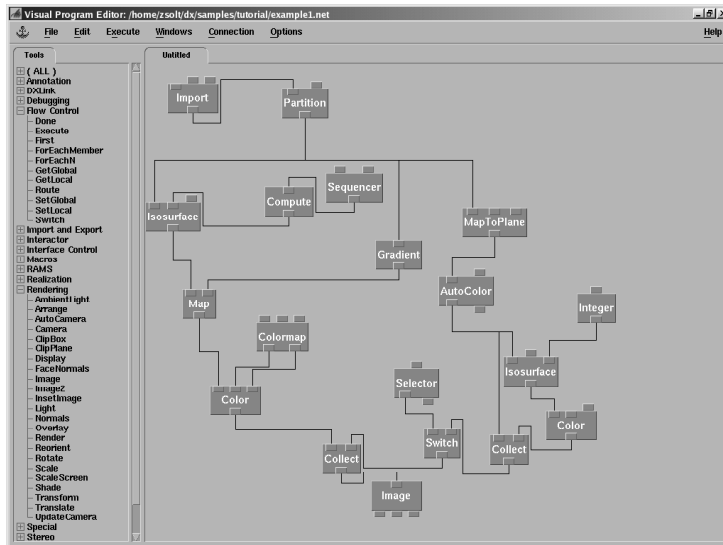 Visual Program Editor: /home/zsolt/dx/samples/tutorial/example1.net
File Edit Execute Windows Connection Options Help
Tools
Untitled
( ALL )
Annotation
DXLink
Debugging
Flow Control
Done
Execute
First
ForEachMember
ForEachN
GetGlobal
GetLocal
Route
SetGlobal
SetLocal
Switch
Import and Export
Interactor
Interface Control
Macros
RAMS
Realization
Rendering
AmbientLight
Arrange
AutoCamera
Camera
ClipBox
ClipPlane
Display
FaceNormals
Image
Image2
InsetImage
Light
Normals
Overlay
Render
Reorient
Rotate
Scale
ScaleScreen
Shade
Transform
Translate
UpdateCamera
Special
Stereo
Import
Partition
Sequencer
Compute
Isosurface
MapToPlane
Gradient
AutoColor
Map
Integer
Colormap
Isosurface
Selector
Color
Color
Switch
Collect
Collect
Image